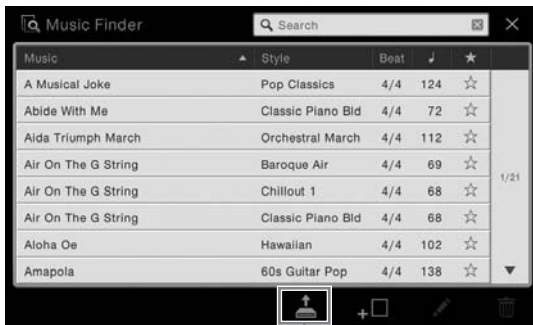 Music Finder Search
Music Style Beat ♩ ★
A Musical Joke Pop Classics 4/4 124 ☆
Abide With Me Classic Piano Bld 4/4 72 ☆
Aida Triumph March Orchestral March 4/4 112 ☆
Air On The G String Baroque Air 4/4 69 ☆
Air On The G String Chillout 1 4/4 68 ☆
Air On The G String Classic Piano Bld 4/4 68 ☆
Aloha Oe Hawaiian 4/4 102 ☆
Amapola 60s Guitar Pop 4/4 138 ☆
1/21